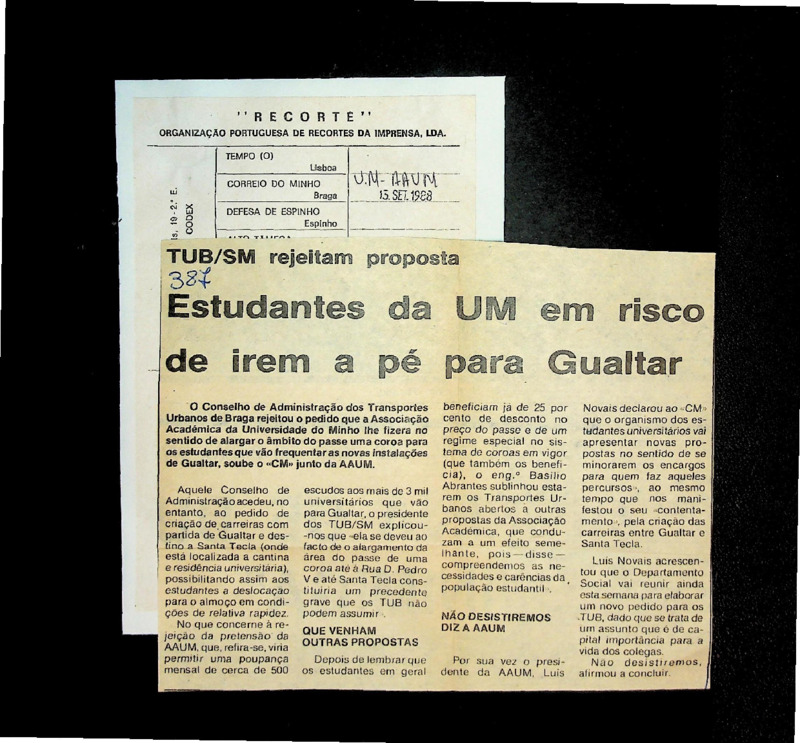 "RECORTE"
ORGANIZAÇÃO PORTUGUESA DE RECORTES DA IMPRENSA, LDA.
TEMPO (O)
Lisboa
CORREIO DO MINHO
Braga
DEFESA DE ESPINHO
Espinho
U.M- AAUM
15. SET. 1988
19-2.º E.
CODEX
TUB/SM rejeitam proposta
387
Estudantes da UM em risco
de irem a pé para Gualtar
O Conselho de Administração dos Transportes
Urbanos de Braga rejeitou o pedido que a Associação
Académica da Universidade do Minho lhe fizera no
sentido de alargar o âmbito do passe uma coroa para
os estudantes que vão frequentar as novas instalações
de Gualtar, soube o «CM» junto da AAUM.
Aquele Conselho de
Administração acedeu, no
entanto, ao pedido de
criação de carreiras com
partida de Gualtar e des-
tino a Santa Tecla (onde
está localizada a cantina
e residência universitária),
possibilitando assim aos
estudantes a deslocação
para o almoço em condi-
ções de relativa rapidez.
No que concerne à re-
jeição da pretensão da
AAUM, que, refira-se, viria
permitir uma poupança
mensal de cerca de 500
escudos aos mais de 3 mil
universitários que vão
para Gualtar, o presidente
dos TUB/SM explicou-
-nos que «ela se deveu ao
facto de o alargamento da
área do passe de uma
coroa até à Rua D. Pedro
V e até Santa Tecla cons-
tituiria um precedente
grave que os TUB não
podem assumir».
QUE VENHAM
OUTRAS PROPOSTAS
Depois de lembrar que
os estudantes em geral
beneficiam já de 25 por
cento de desconto no
preço do passe e de um
regime especial no sis-
tema de coroas em vigor
(que também os benefi-
cia), o eng.º Basílio
Abrantes sublinhou esta-
rem os Transportes Ur-
banos abertos a outras
propostas da Associação
Académica, que condu-
zam a um efeito seme-
lhante, pois — disse —
compreendemos as ne-
cessidades e carências da
população estudantil».
NÃO DESISTIREMOS
DIZ A AAUM
Por sua vez o presi-
dente da AAUM, Luís
Novais declarou ao «CM»
que o organismo dos es-
tudantes universitários vai
apresentar novas pro-
postas no sentido de se
minorarem os encargos
para quem faz aqueles
percursos», ao mesmo
tempo que nos mani-
festou o seu «contenta-
mento», pela criação das
carreiras entre Gualtar e
Santa Tecla.
Luís Novais acrescen-
tou que o Departamento
Social vai reunir ainda
esta semana para elaborar
um novo pedido para os
TUB, dado que se trata de
um assunto que é de ca-
pital importância para a
vida dos colegas.
Não desistiremos,
afirmou a concluir.